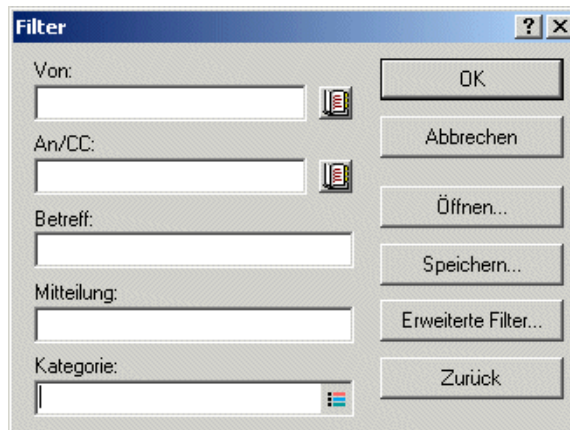 Filter
Von:
OK
An/CC:
Abbrechen
Betreff:
Öffnen...
Speichern...
Mitteilung:
Erweiterte Filter...
Kategorie:
Zurück